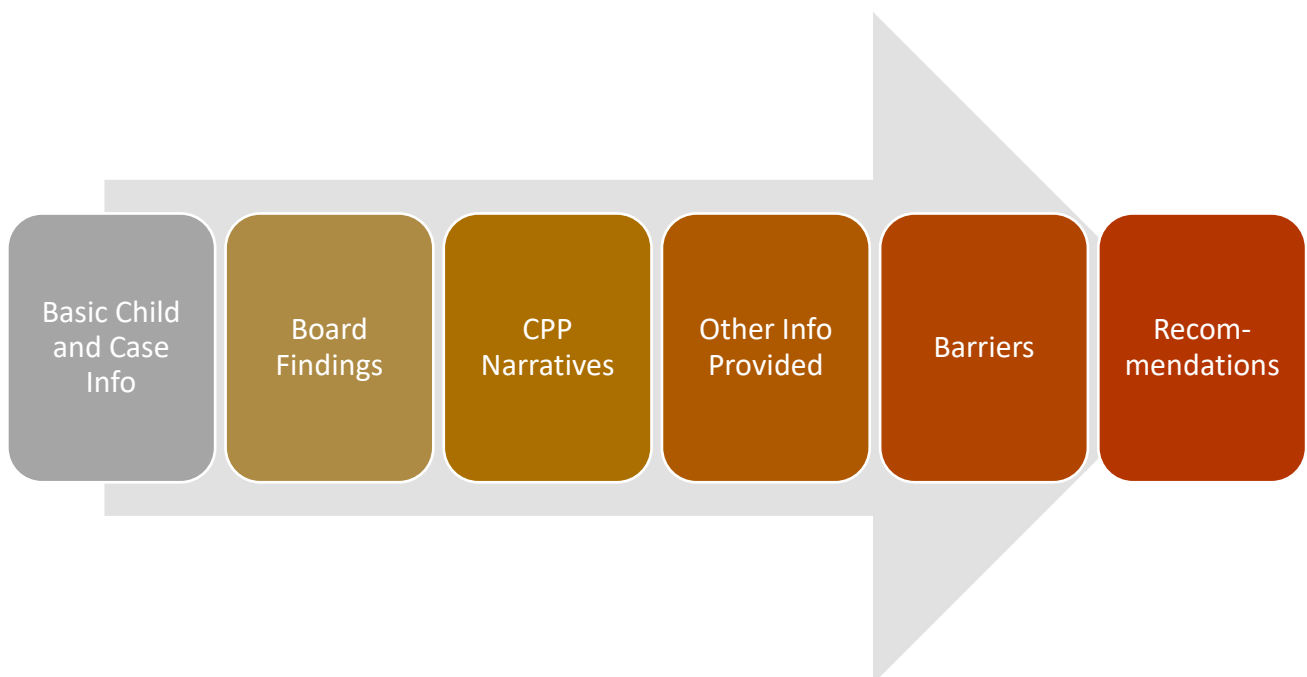 Basic Child
and Case
Info
Board
Findings
CPP
Narratives
Other Info
Provided
Barriers
Recom-
mendations